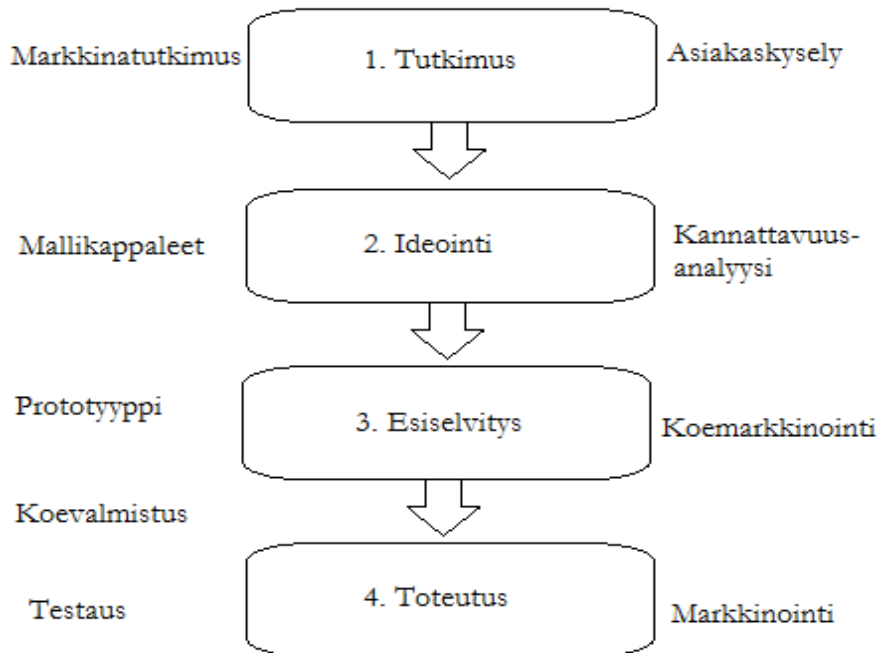 Markkinatutkimus
1. Tutkimus
Asiakaskysely
Mallikappaleet
2. Ideointi
Kannattavuus-
analyysi
Prototyyppi
3. Esiselvitys
Koemarkkinointi
Koevalmistus
Testaus
4. Toteutus
Markkinointi